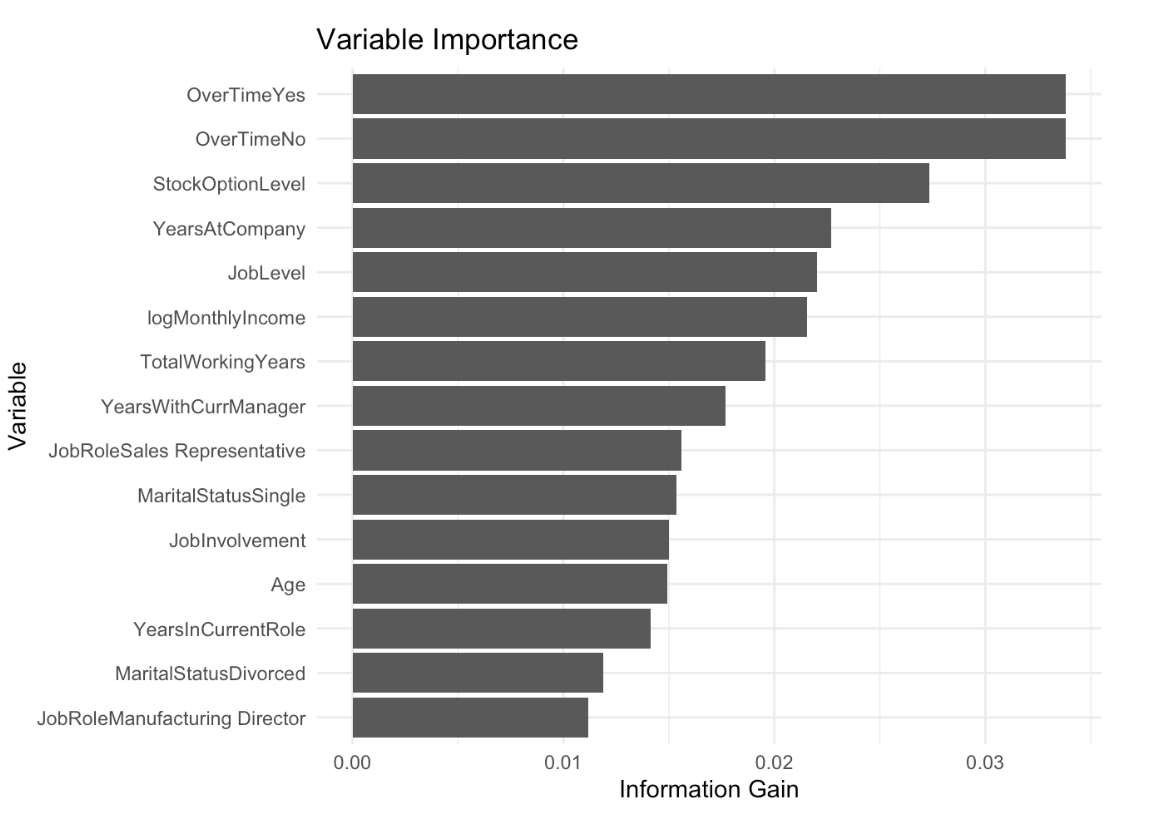 Variable Importance
OverTimeYes
OverTimeNo
StockOptionLevel
YearsAtCompany
JobLevel
logMonthlyIncome
TotalWorkingYears
YearsWithCurrManager
JobRoleSales Representative
MaritalStatusSingle
JobInvolvement
Age
YearsInCurrentRole
MaritalStatusDivorced
JobRoleManufacturing Director
Variable
0.00 0.01 0.02 0.03
Information Gain